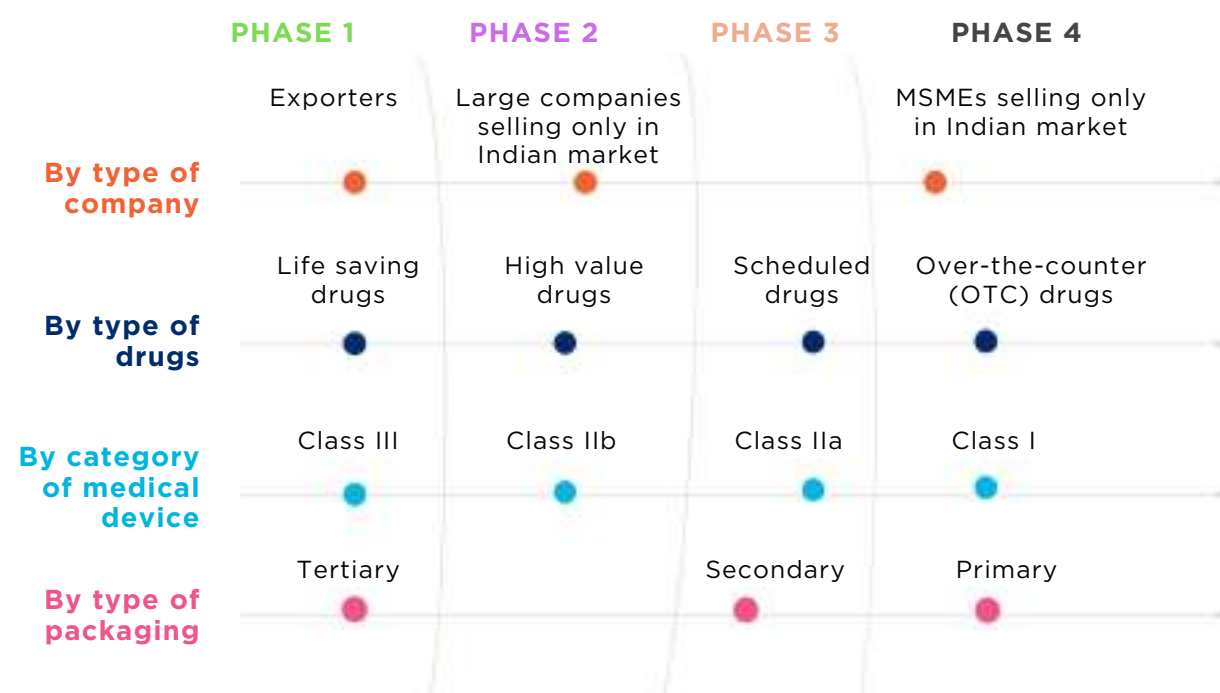 PHASE 1
PHASE 2
PHASE 3
PHASE 4
Exporters
Large companies
selling only in
Indian market
MSMEs selling only
in Indian market
By type of
company
Life saving
drugs
High value
drugs
Scheduled
drugs
Over-the-counter
(OTC) drugs
By type of
drugs
Class III
Class IIb
Class IIa
Class I
By category
of medical
device
Tertiary
Secondary
Primary
By type of
packaging